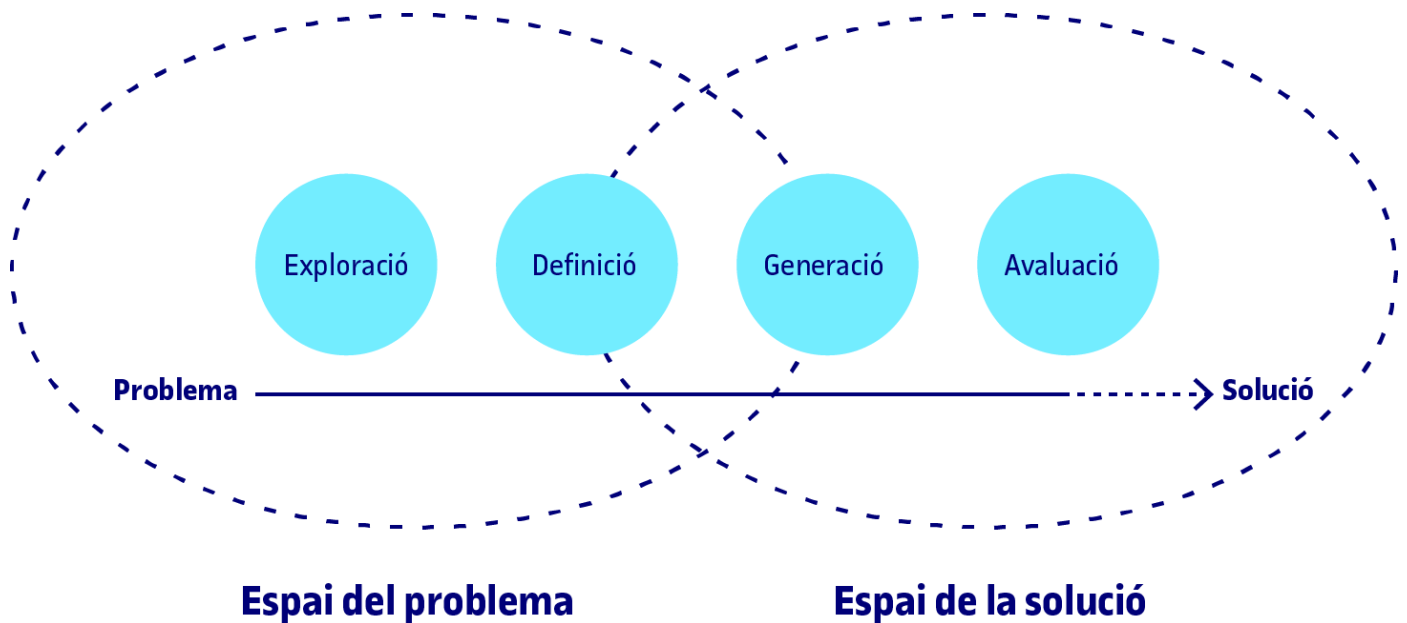 Exploració
Definició
Generació
Avaluació
Problema
Solució
Espai del problema
Espai de la solució